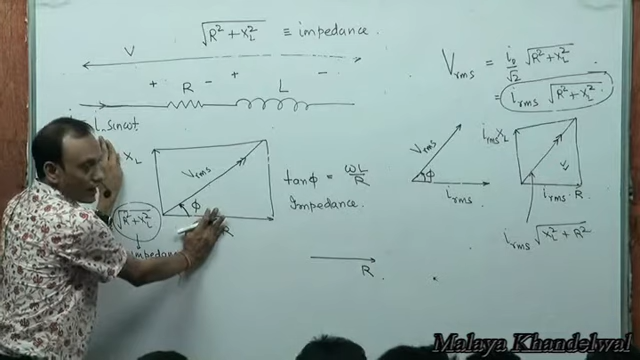 √R² + X_L² ≡ impedance.
V
+ R - + L -
i₀ sinωt
V_rms = i₀/√2 √R² + X_L²
= i_rms √R² + X_L²
X_L
V_rms
φ
R
√R² + X_L²
impedance
tanφ = ωL/R
Impedance.
R
V_rms
φ
i_rms
i_rms X_L
i_rms R
i_rms √X_L² + R²
Malaya Khandelwal